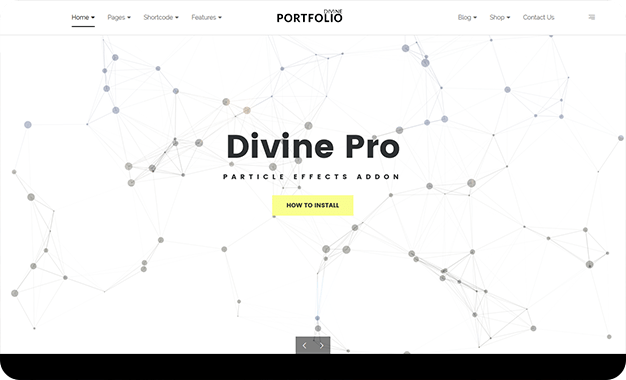 Home Pages Shortcode Features
DIVINE
PORTFOLIO
Blog Shop Contact Us
Divine Pro
PARTICLE EFFECTS ADDON
HOW TO INSTALL